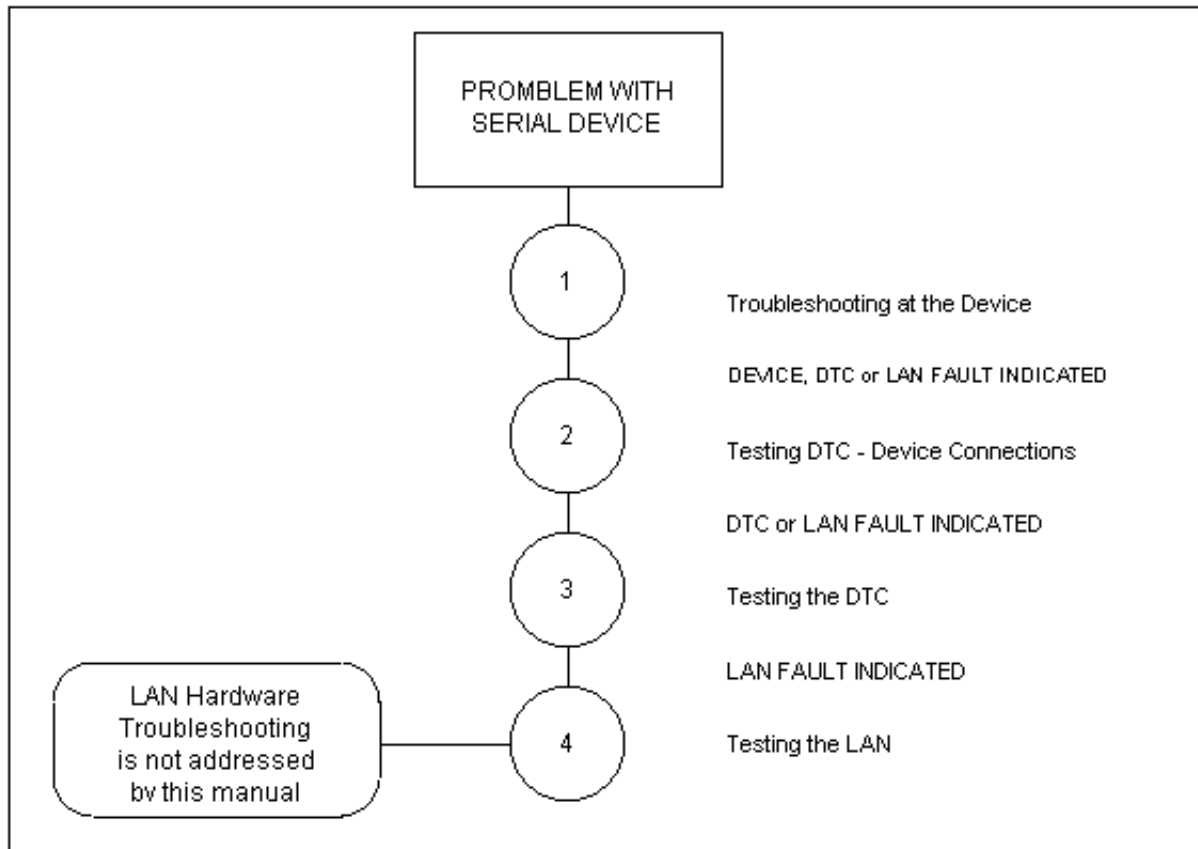 PROMBLEM WITH
SERIAL DEVICE
1
Troubleshooting at the Device
DEVICE, DTC or LAN FAULT INDICATED
2
Testing DTC - Device Connections
DTC or LAN FAULT INDICATED
3
Testing the DTC
LAN FAULT INDICATED
LAN Hardware
Troubleshooting
is not addressed
by this manual
4
Testing the LAN